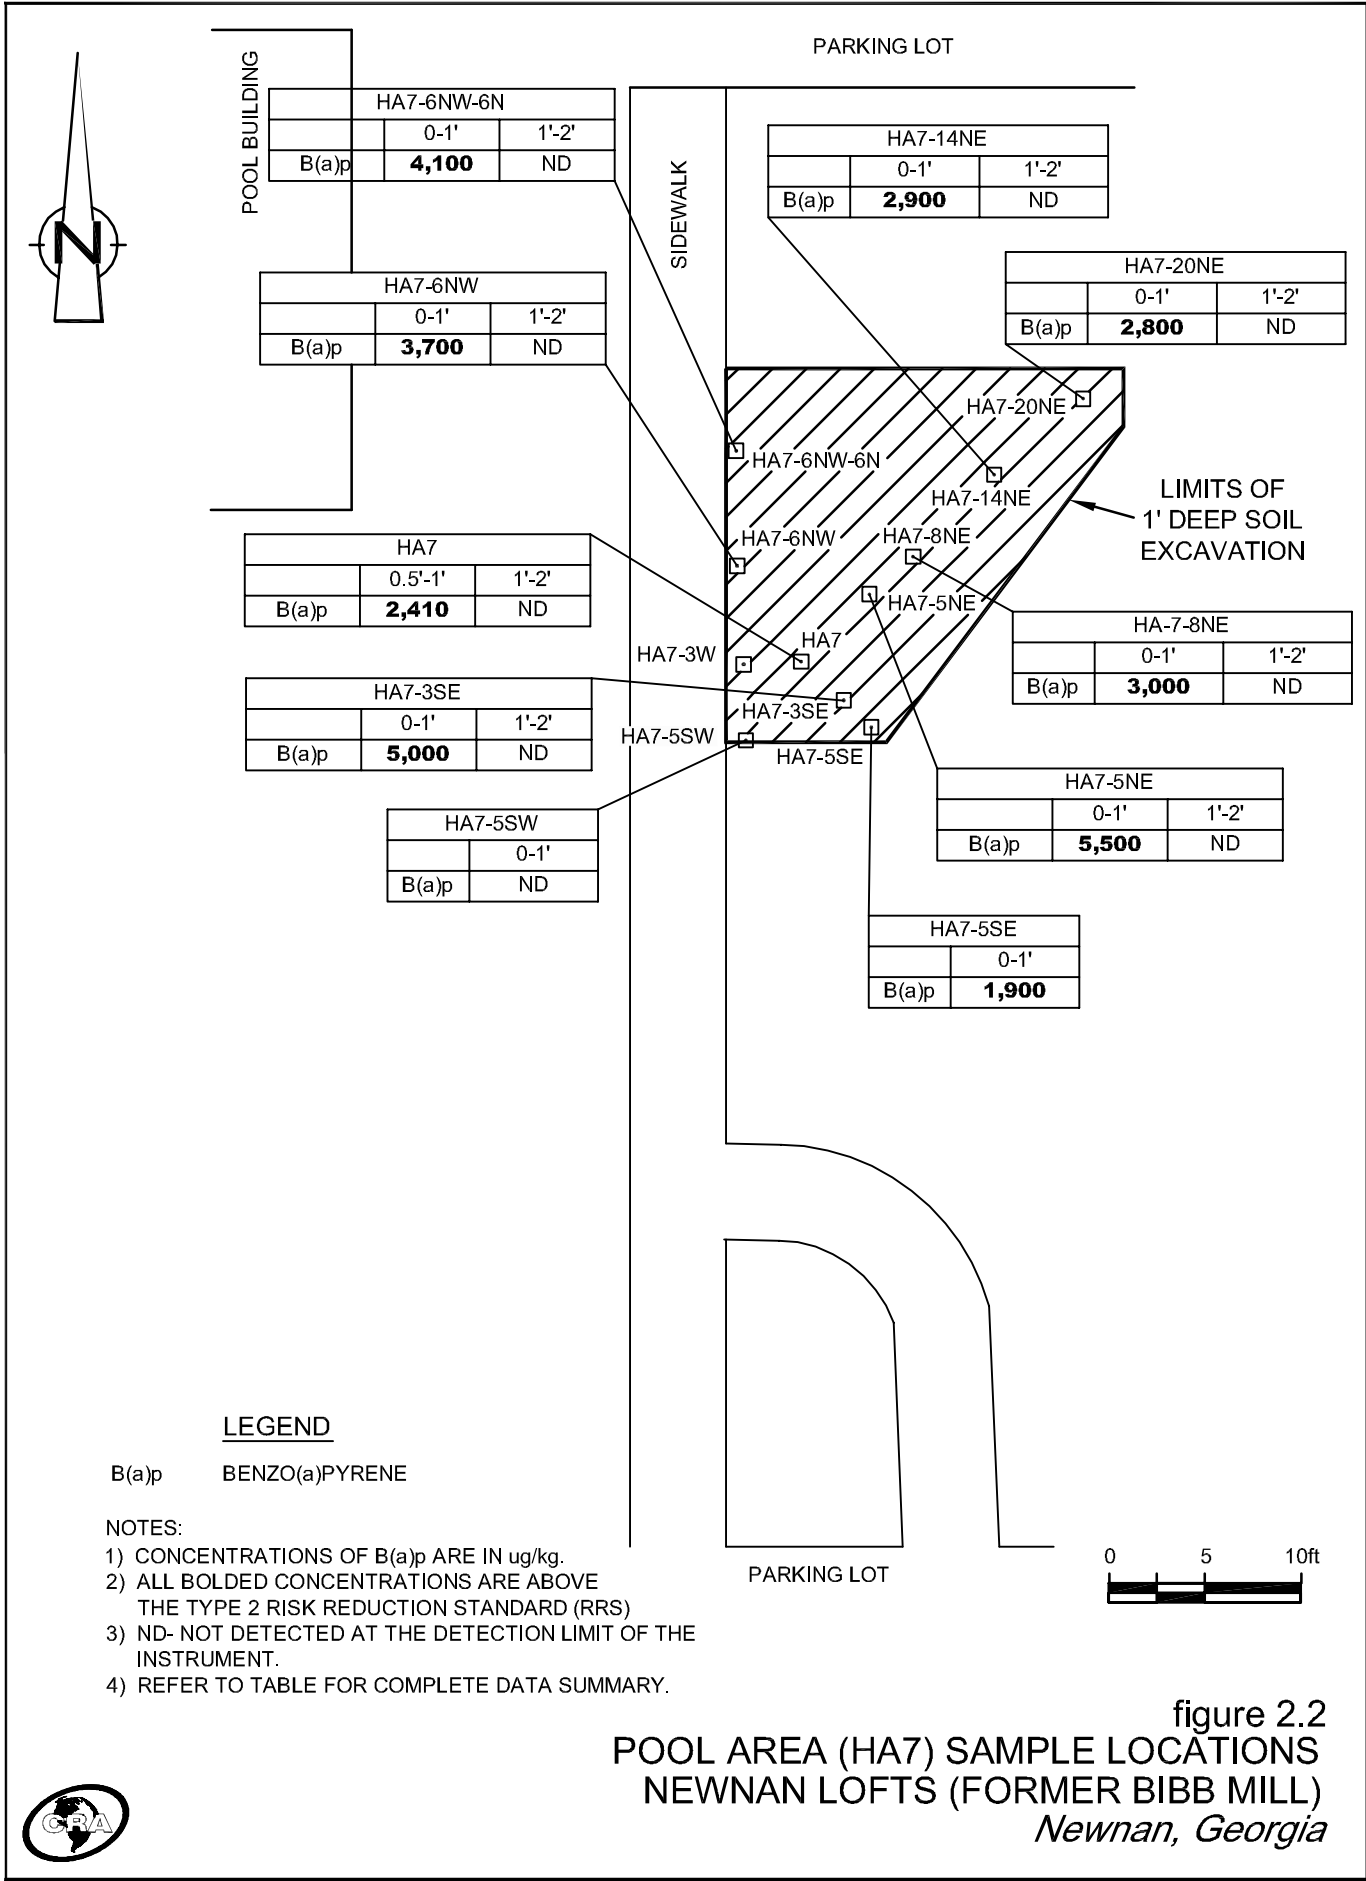 PARKING LOT
POOL BUILDING
SIDEWALK
N
HA7-6NW-6N
0-1' 1'-2'
B(a)p 4,100 ND
HA7-14NE
0-1' 1'-2'
B(a)p 2,900 ND
HA7-20NE
0-1' 1'-2'
B(a)p 2,800 ND
HA7-6NW
0-1' 1'-2'
B(a)p 3,700 ND
HA7-20NE
HA7-6NW-6N
HA7-14NE
LIMITS OF
1' DEEP SOIL
EXCAVATION
HA7-6NW
HA7-8NE
HA7
0.5'-1' 1'-2'
B(a)p 2,410 ND
HA7-5NE
HA7
HA7-3W
HA-7-8NE
0-1' 1'-2'
B(a)p 3,000 ND
HA7-3SE
0-1' 1'-2'
B(a)p 5,000 ND
HA7-3SE
HA7-5SW
HA7-5SE
HA7-5NE
0-1' 1'-2'
B(a)p 5,500 ND
HA7-5SW
0-1'
B(a)p ND
HA7-5SE
0-1'
B(a)p 1,900
LEGEND
B(a)p BENZO(a)PYRENE
NOTES:
1) CONCENTRATIONS OF B(a)p ARE IN ug/kg.
2) ALL BOLDED CONCENTRATIONS ARE ABOVE
THE TYPE 2 RISK REDUCTION STANDARD (RRS)
3) ND- NOT DETECTED AT THE DETECTION LIMIT OF THE
INSTRUMENT.
4) REFER TO TABLE FOR COMPLETE DATA SUMMARY.
PARKING LOT
0 5 10ft
figure 2.2
POOL AREA (HA7) SAMPLE LOCATIONS
NEWNAN LOFTS (FORMER BIBB MILL)
Newnan, Georgia
CRA